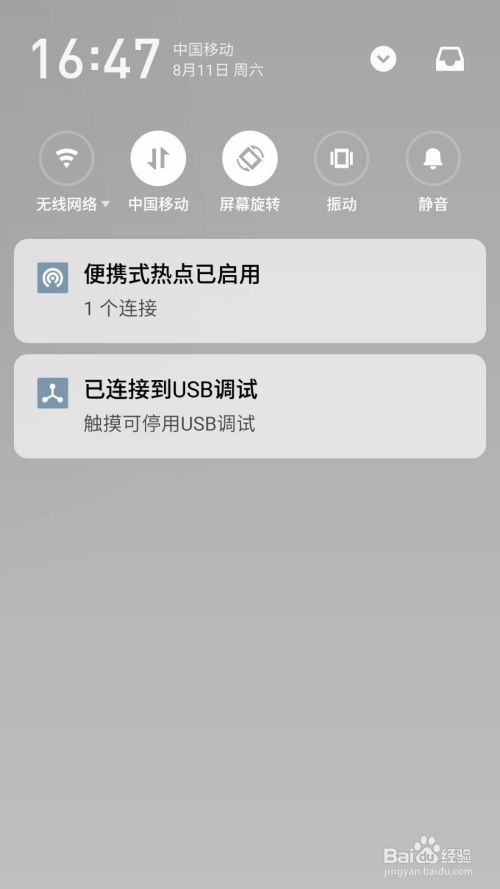 16:47
中国移动
8月11日 周六
无线网络
中国移动
屏幕旋转
振动
静音
便携式热点已启用
1 个连接
已连接到USB调试
触摸可停用USB调试
Baidu经验
jingyan.baidu.com